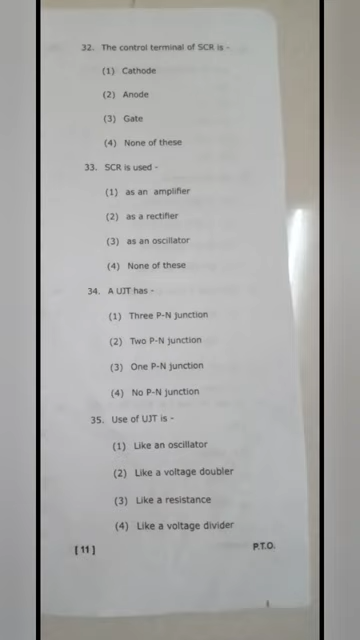 32. The control terminal of SCR is -
(1) Cathode
(2) Anode
(3) Gate
(4) None of these
33. SCR is used -
(1) as an amplifier
(2) as a rectifier
(3) as an oscillator
(4) None of these
34. A UJT has -
(1) Three P-N junction
(2) Two P-N junction
(3) One P-N junction
(4) No P-N junction
35. Use of UJT is -
(1) Like an oscillator
(2) Like a voltage doubler
(3) Like a resistance
(4) Like a voltage divider
[ 11 ] P.T.O.